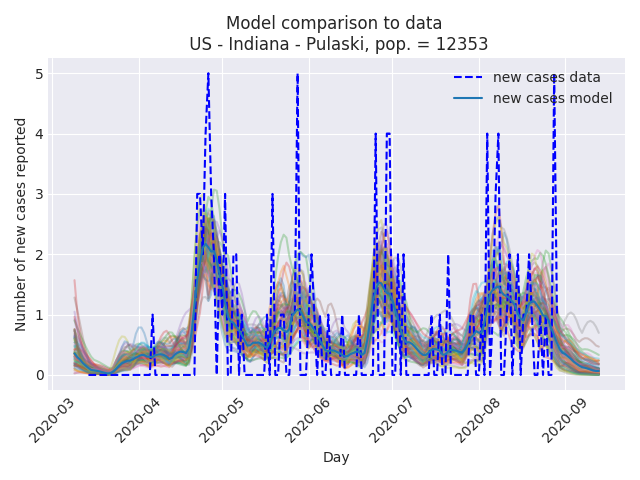 Model comparison to data
US - Indiana - Pulaski, pop. = 12353
new cases data
new cases model
Number of new cases reported
5
4
3
2
1
0
2020-03
2020-04
2020-05
2020-06
2020-07
2020-08
2020-09
Day